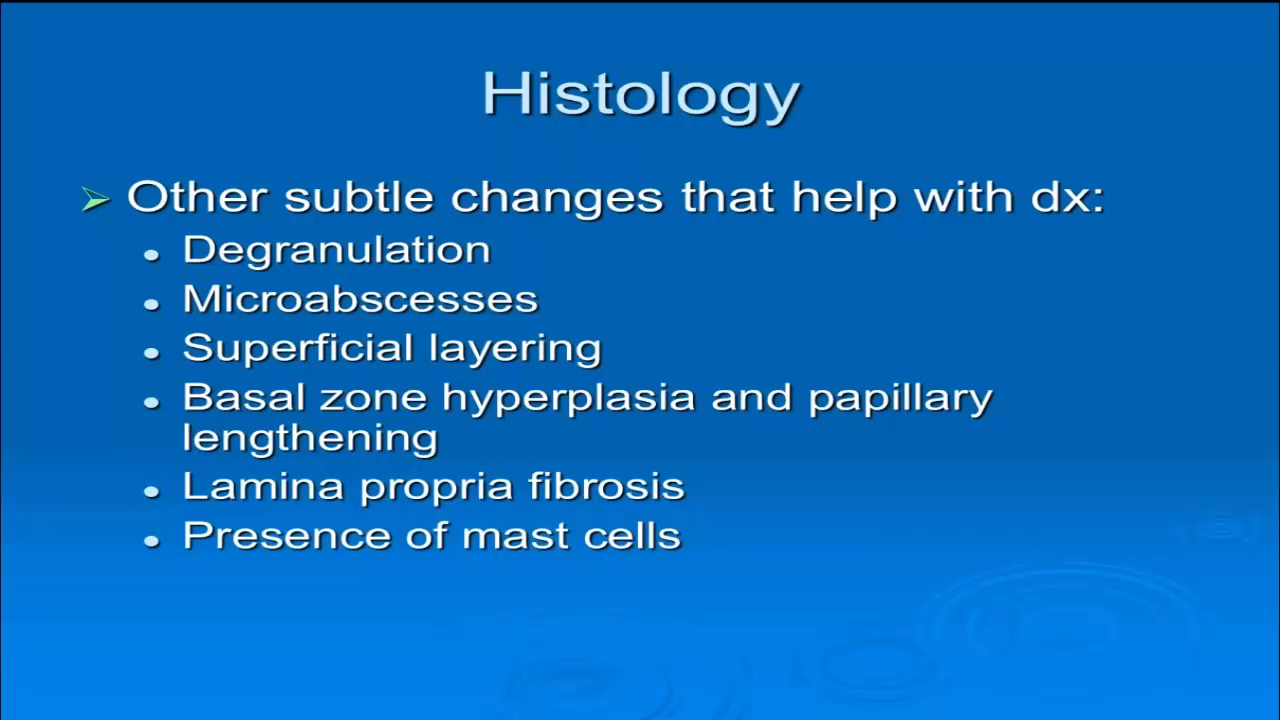 Histology
➢ Other subtle changes that help with dx:
• Degranulation
• Microabscesses
• Superficial layering
• Basal zone hyperplasia and papillary
lengthening
• Lamina propria fibrosis
• Presence of mast cells